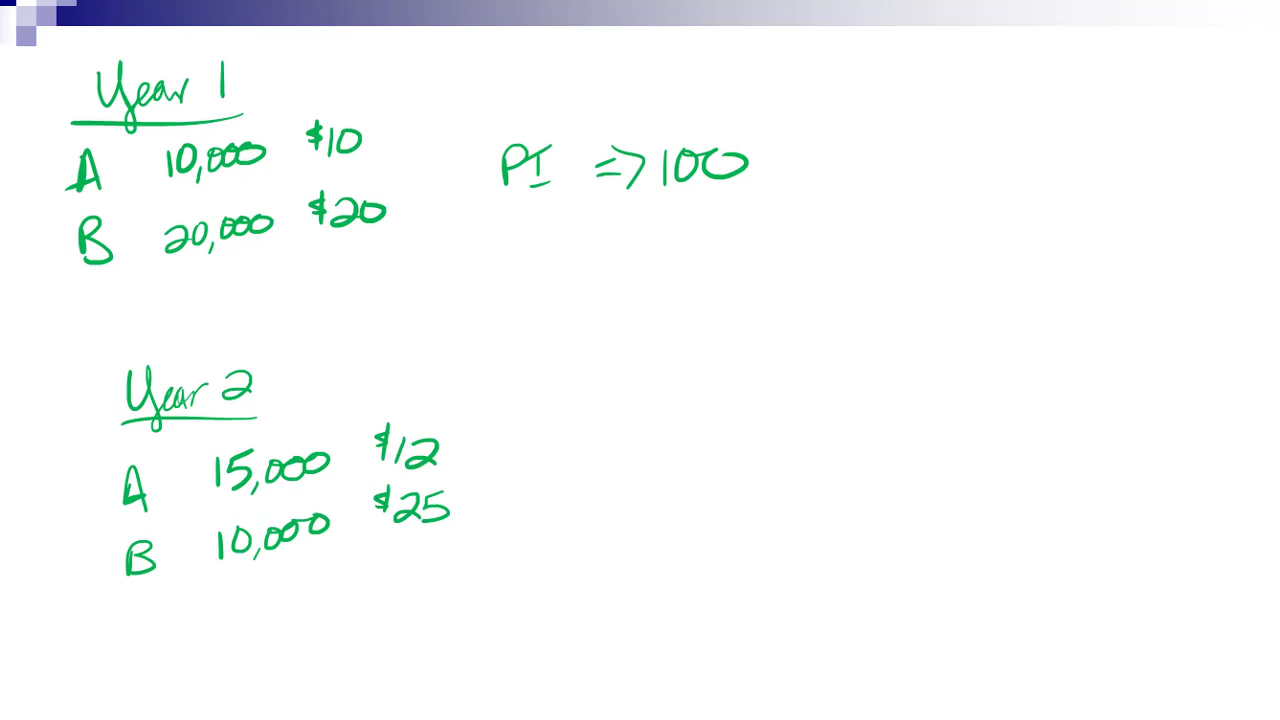 Year 1
A 10,000 $10
B 20,000 $20
PI => 100
Year 2
A 15,000 $12
B 10,000 $25